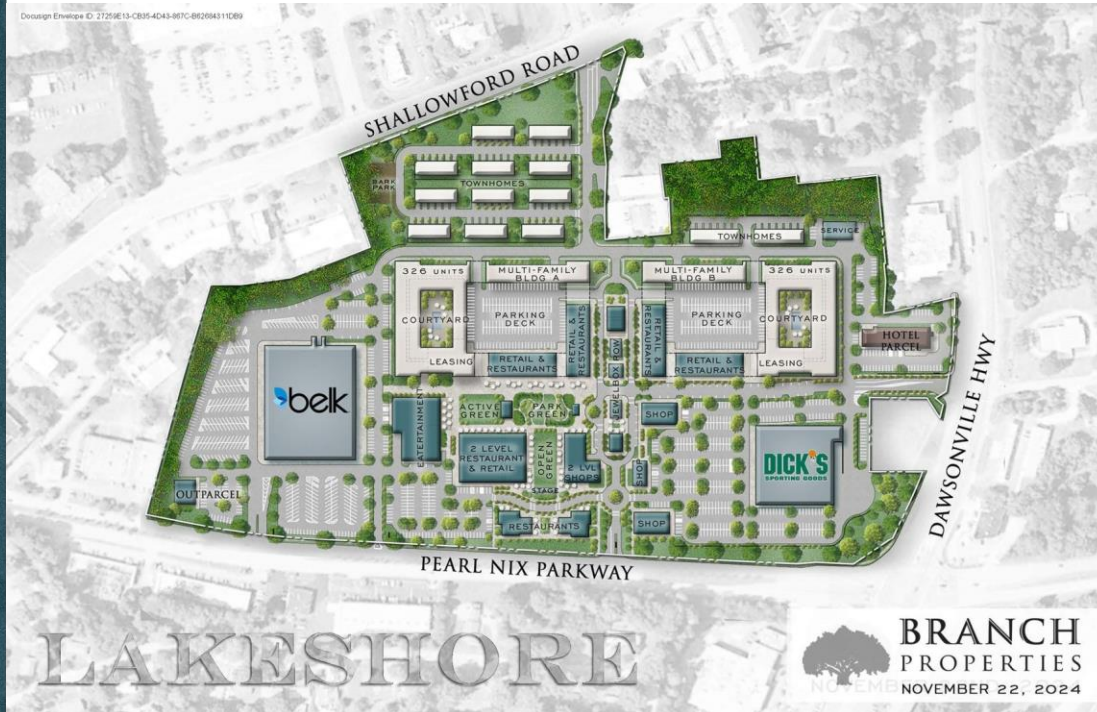 Docusign Envelope ID: 27259E13-CB35-4D43-867C-B62684311DB9
SHALLOWFORD ROAD
BARK
PARK
TOWNHOMES
TOWNHOMES
SERVICE
326 UNITS
MULTI-FAMILY
BLDG A
MULTI-FAMILY
BLDG B
326 UNITS
COURTYARD
PARKING
DECK
RETAIL &
RESTAURANTS
RETAIL &
RESTAURANTS
PARKING
DECK
COURTYARD
HOTEL
PARCEL
LEASING
RETAIL &
RESTAURANTS
JEWELBOX ROW
RETAIL &
RESTAURANTS
LEASING
belk
EATERTAINMENT
ACTIVE
GREEN
PARK
GREEN
SHOP
2 LEVEL
RESTAURANT
& RETAIL
OPEN
GREEN
2 LVL
SHOPS
SHOP
DICK'S
SPORTING GOODS
OUTPARCEL
STAGE
RESTAURANTS
SHOP
DAWSONVILLE HWY
PEARL NIX PARKWAY
LAKESHORE
BRANCH
PROPERTIES
NOVEMBER 22, 2024